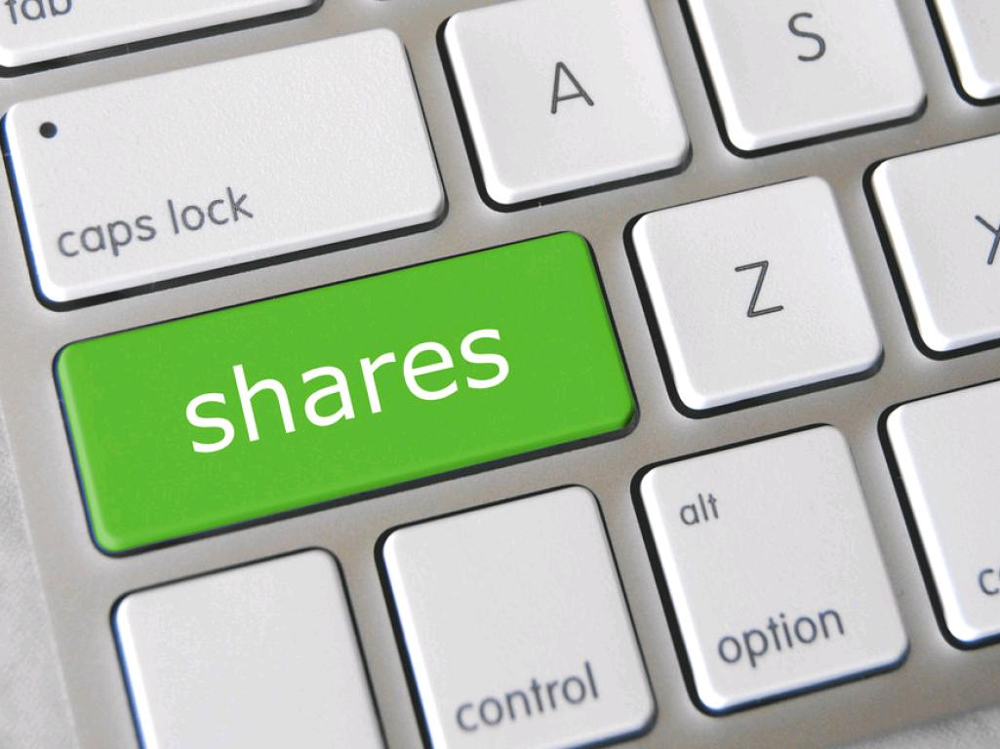 tab
A
S
caps lock
shares
Z
X
alt
option
control